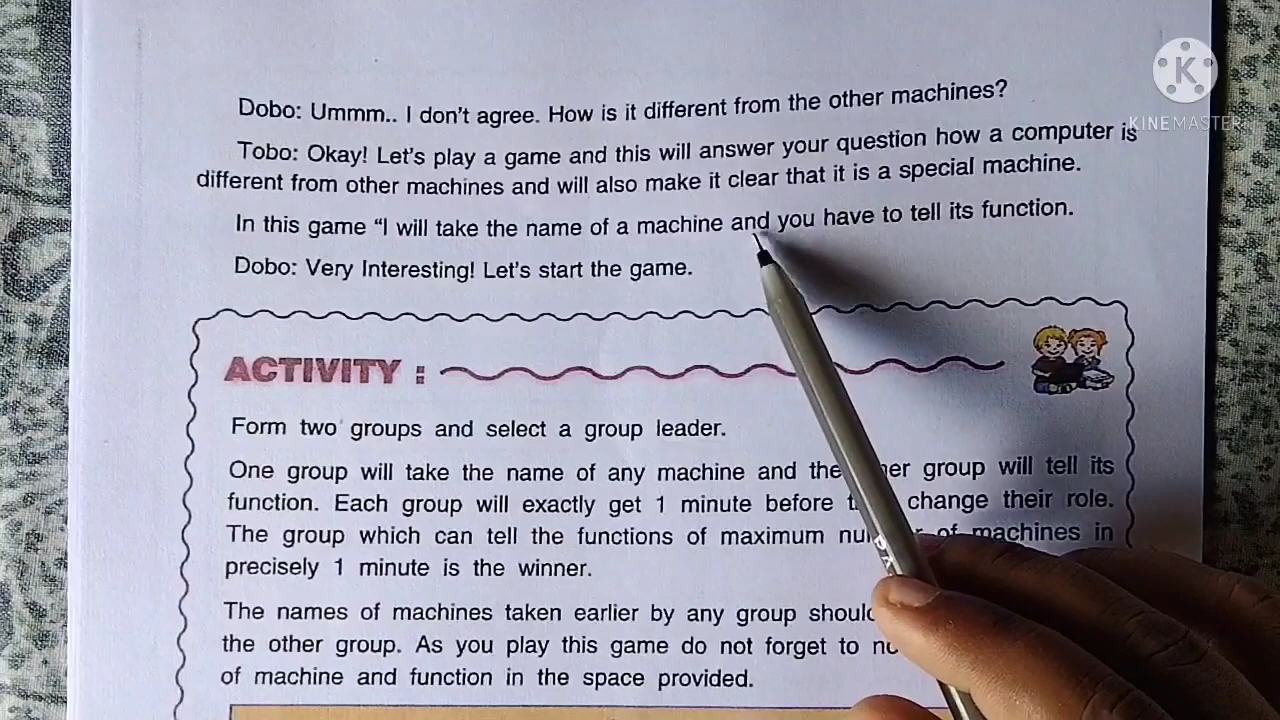 Dobo: Ummm.. I don't agree. How is it different from the other machines?
Tobo: Okay! Let's play a game and this will answer your question how a computer is
different from other machines and will also make it clear that it is a special machine.
In this game "I will take the name of a machine and you have to tell its function.
Dobo: Very Interesting! Let's start the game.
ACTIVITY :
Form two groups and select a group leader.
One group will take the name of any machine and the group will tell its
function. Each group will exactly get 1 minute before change their role.
The group which can tell the functions of maximum of machines in
precisely 1 minute is the winner.
The names of machines taken earlier by any group
the other group. As you play this game do not forget to
of machine and function in the space provided.
K
KINEMASTER